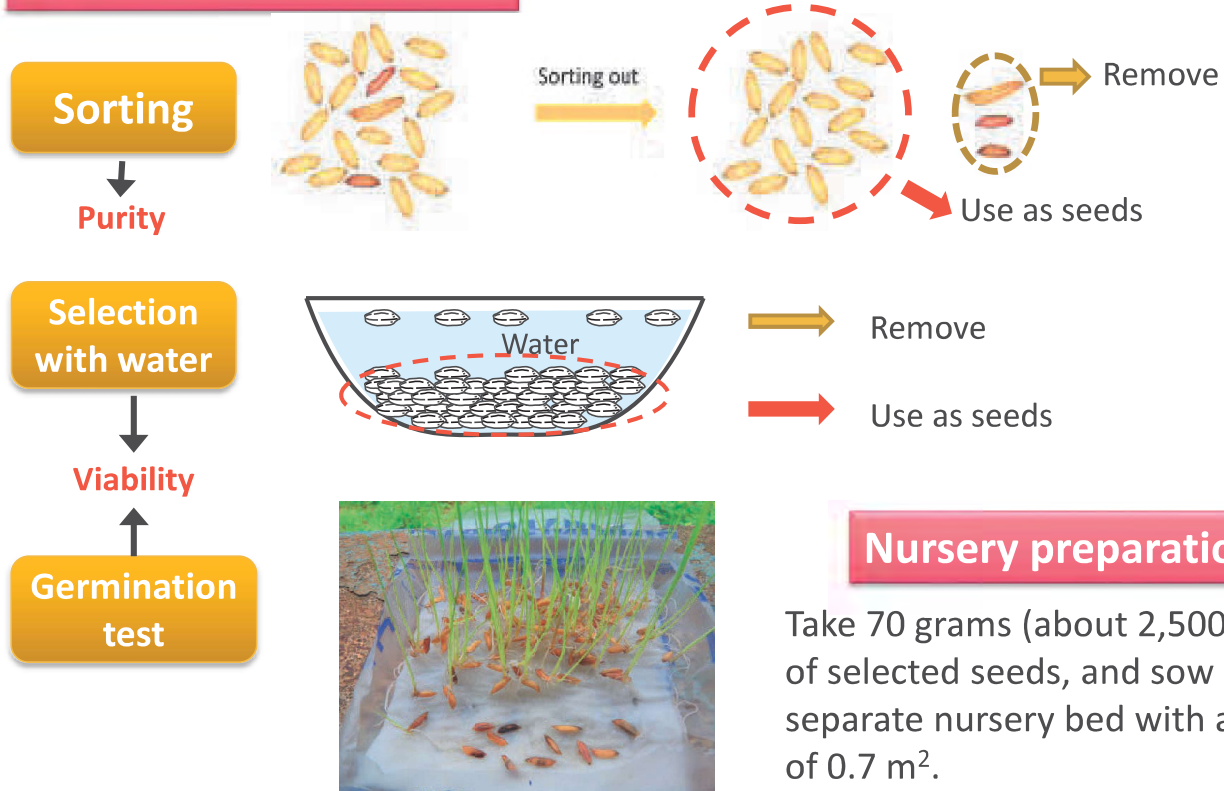 Sorting
Sorting out
Remove
Purity
Use as seeds
Selection
with water
Water
Remove
Use as seeds
Viability
Germination
test
Nursery
Take 70 grams (about 2,500
of selected seeds, and sow
separate nursery bed with
of 0.7 m².